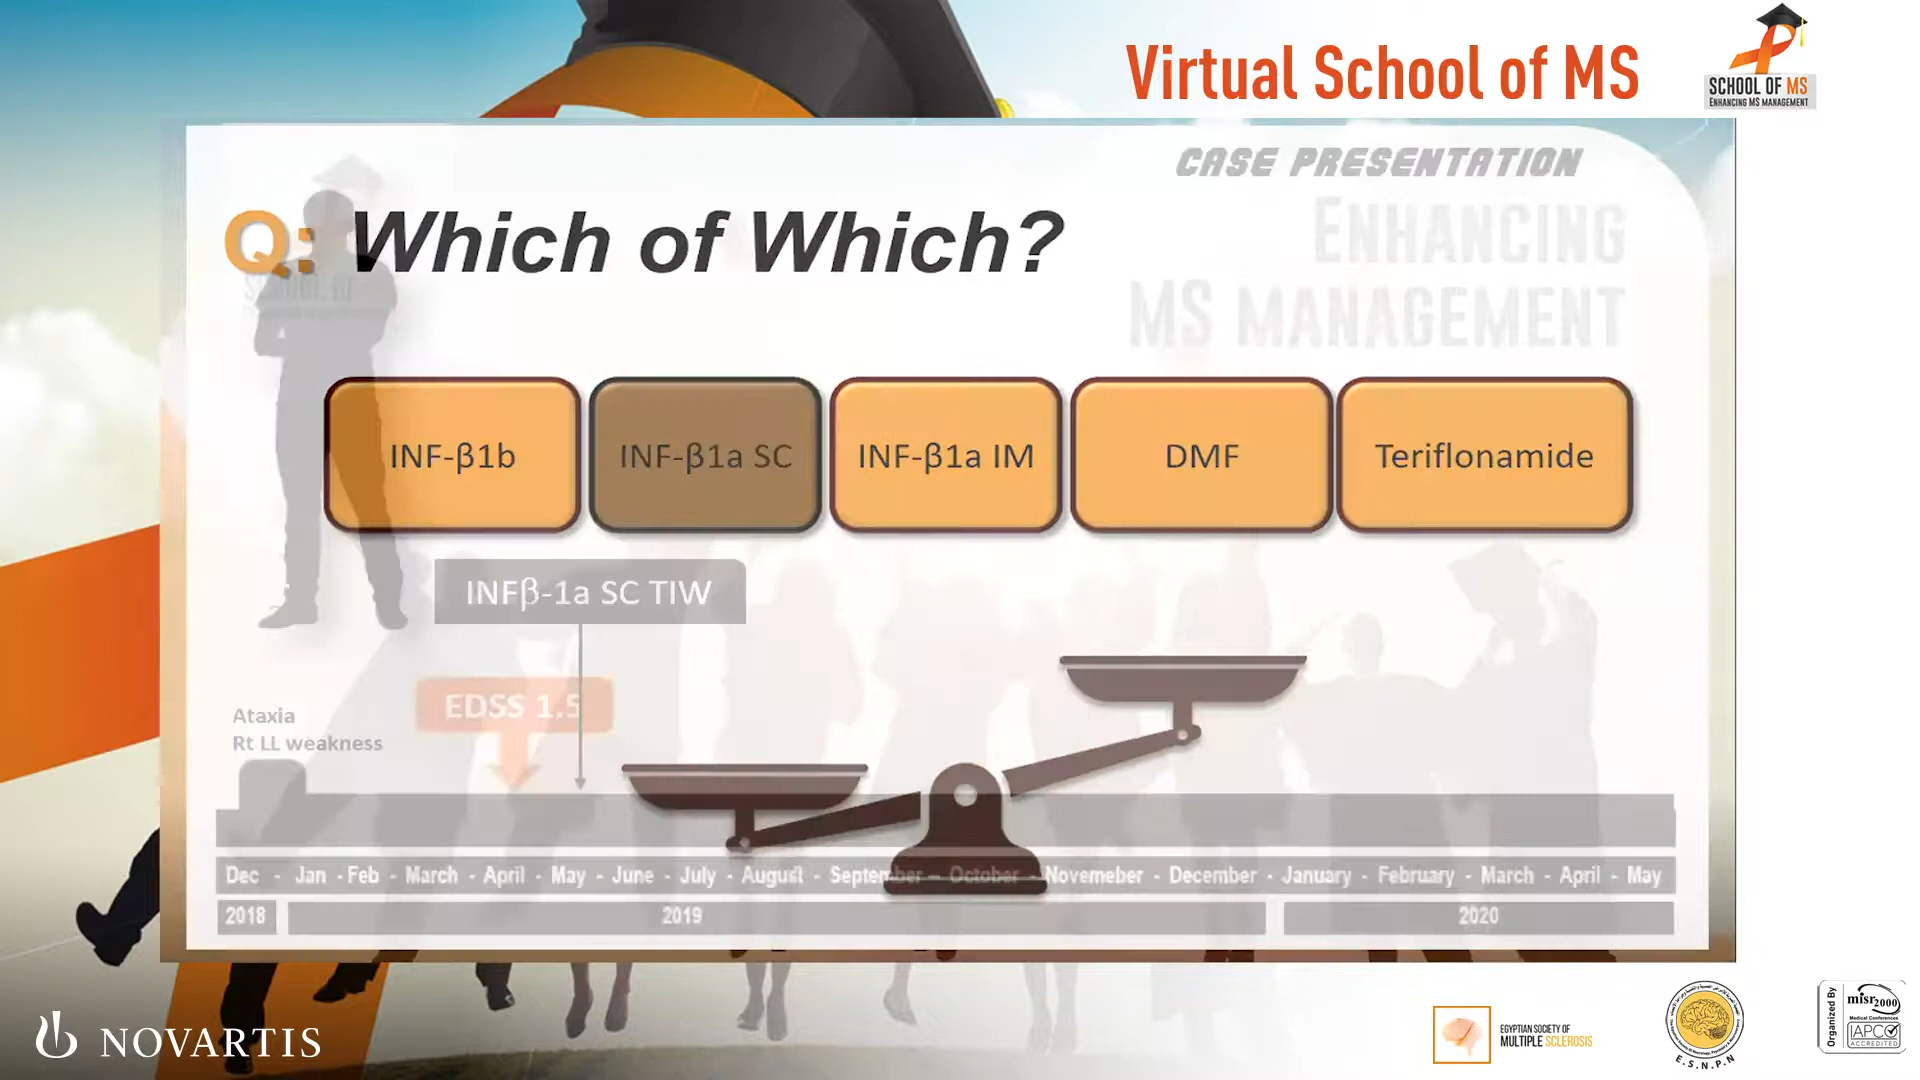 Virtual School of MS
SCHOOL OF MS
ENHANCING MS MANAGEMENT
CASE PRESENTATION
Q: Which of Which?
ENHANCING
MS MANAGEMENT
INF-β1b
INF-β1a SC
INF-β1a IM
DMF
Teriflonamide
INFβ-1a SC TIW
EDSS 1.5
Ataxia
Rt LL weakness
Dec - Jan - Feb - March - April - May - June - July - August - September - October - Novemeber - December - January - February - March - April - May
2018 2019 2020
NOVARTIS
EGYPTIAN SOCIETY OF
MULTIPLE SCLEROSIS
E.S.N.P.N
Organized By
misr2000
Medical Conferences
IAPCO
ACCREDITED